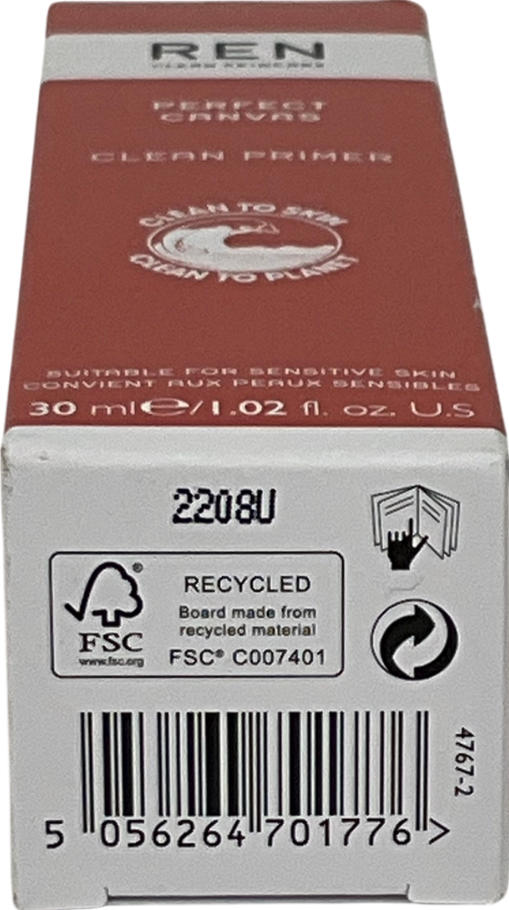 REN
CLEAN SKINCARE
PERFECT
CANVAS
CLEAN PRIMER
CLEAN TO SKIN
CLEAN TO PLANET
SUITABLE FOR SENSITIVE SKIN
CONVIENT AUX PEAUX SENSIBLES
30 ml℮/1.02 fl. oz. U.S
2208U
RECYCLED
Board made from
recycled material
FSC® C007401
®
FSC
www.fsc.org
4767-2
5 056264 701776 >